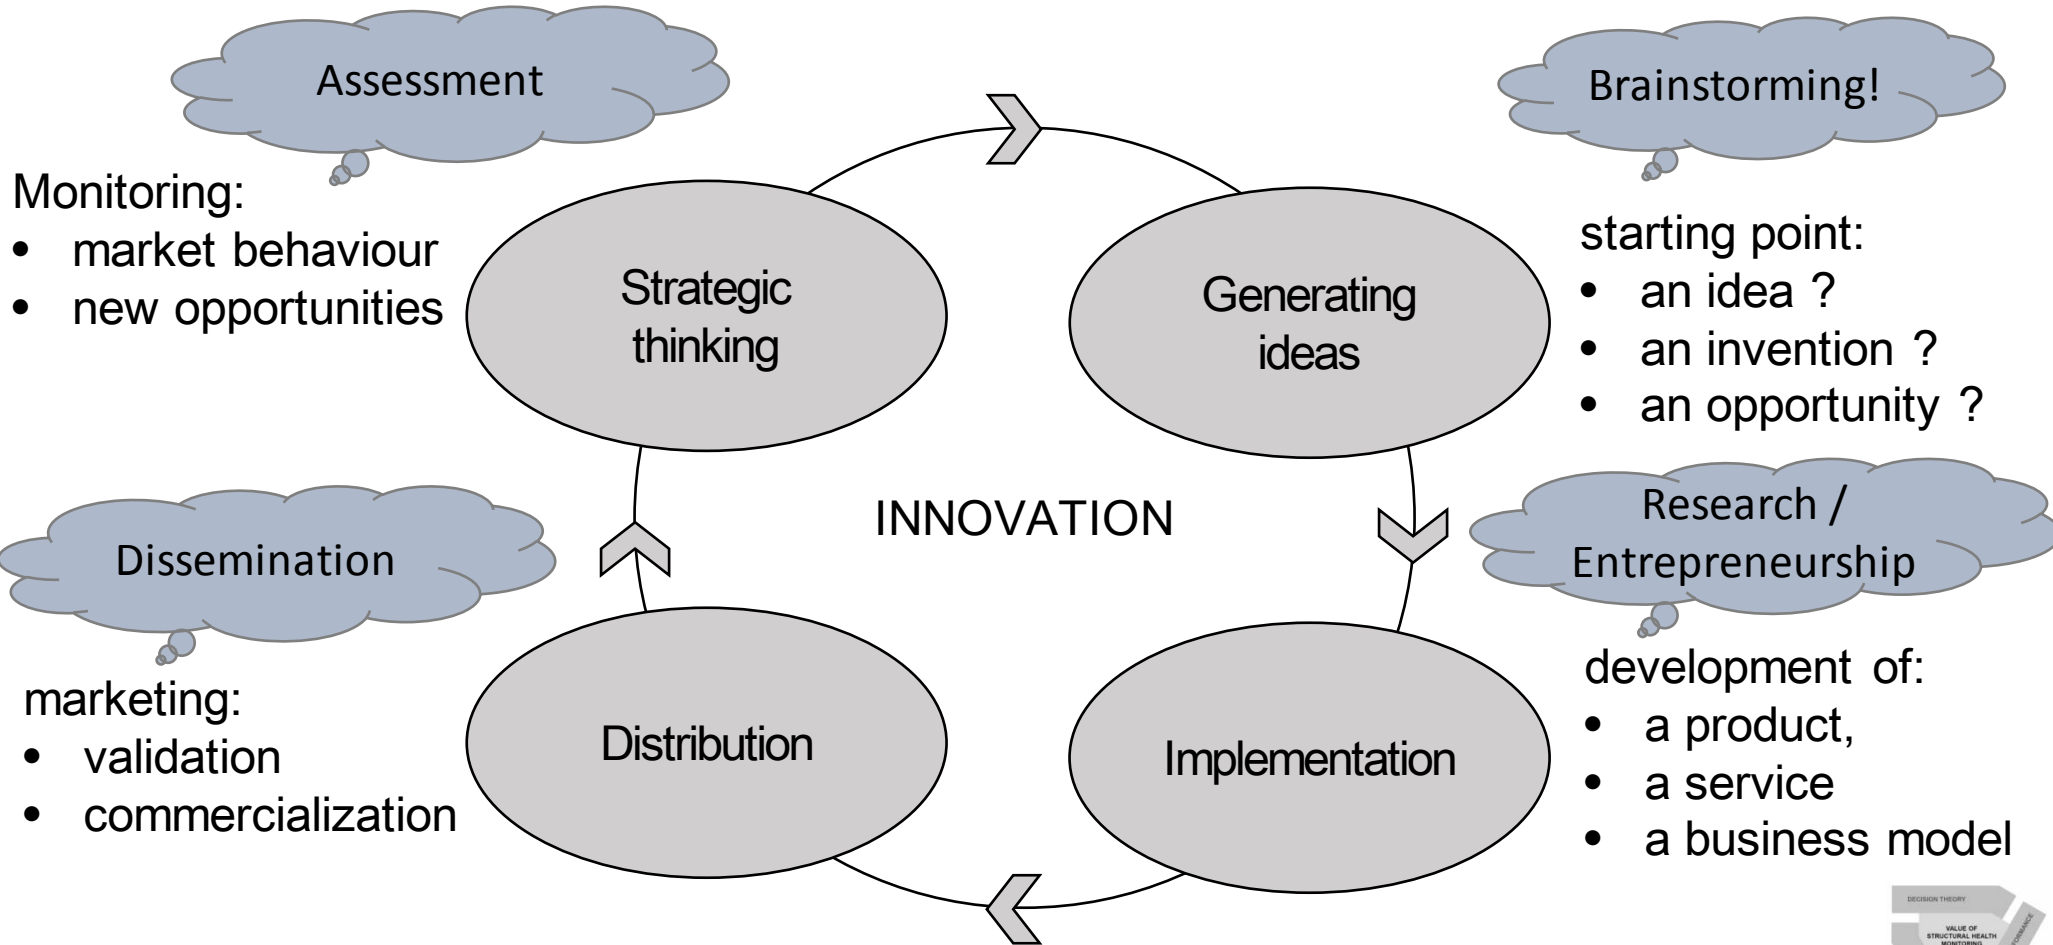 Assessment
Brainstorming!
Monitoring:
• market behaviour
• new opportunities
Strategic
thinking
Generating
ideas
starting point:
• an idea ?
• an invention ?
• an opportunity ?
INNOVATION
Dissemination
Research /
Entrepreneurship
marketing:
• validation
• commercialization
Distribution
Implementation
development of:
• a product,
• a service
• a business model
DECISION THEORY
VALUE OF
STRUCTURAL HEALTH
MONITORING